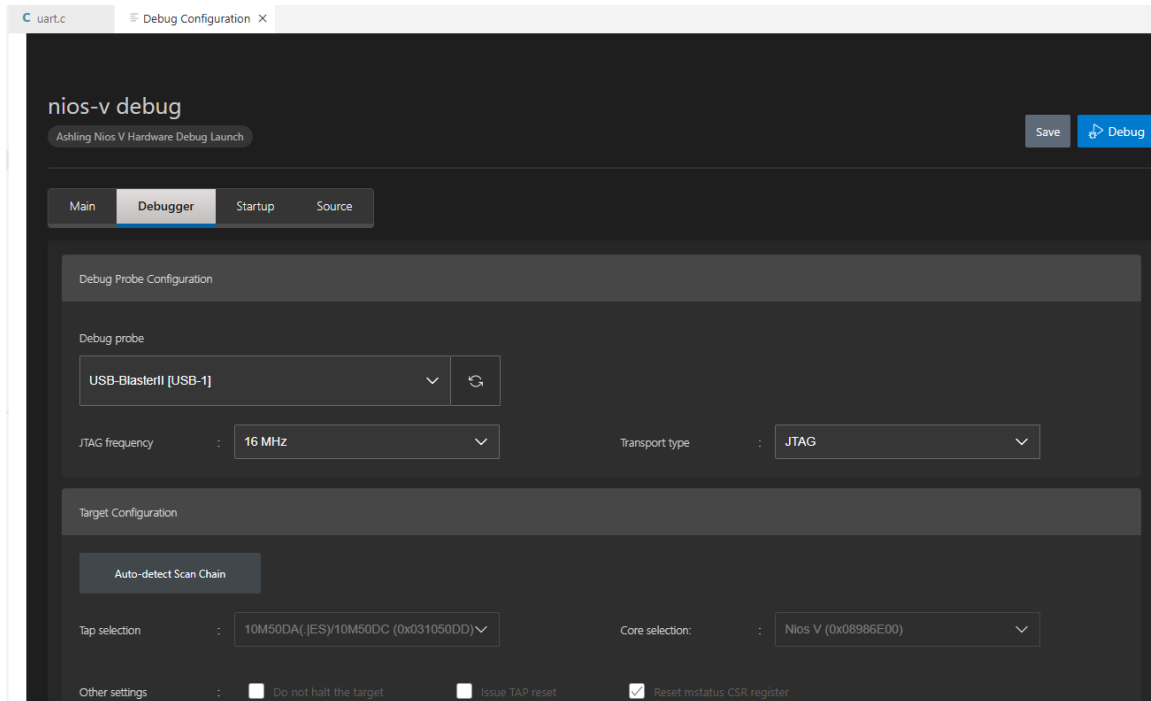 C uart.c
Debug Configuration ×
nios-v debug
Ashling Nios V Hardware Debug Launch
Save
Debug
Main
Debugger
Startup
Source
Debug Probe Configuration
Debug probe
USB-BlasterII [USB-1]
JTAG frequency : 16 MHz
Transport type : JTAG
Target Configuration
Auto-detect Scan Chain
Tap selection : 10M50DA(.|ES)/10M50DC (0x031050DD)
Core selection: : Nios V (0x08986E00)
Other settings : Do not halt the target
Issue TAP reset
Reset mstatus CSR register